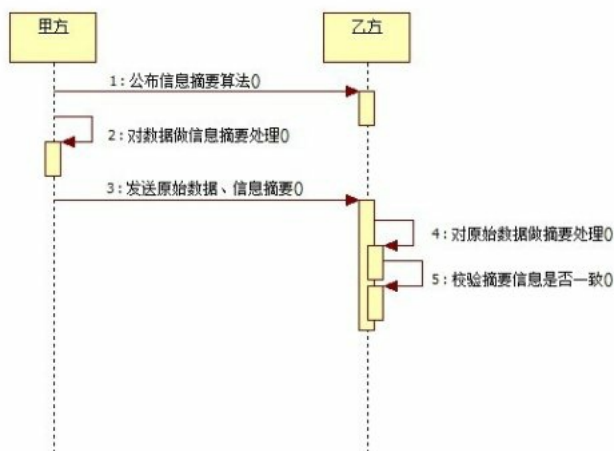 甲方
乙方
1：公布信息摘要算法()
2：对数据做信息摘要处理()
3：发送原始数据、信息摘要()
4：对原始数据做摘要处理()
5：校验摘要信息是否一致()